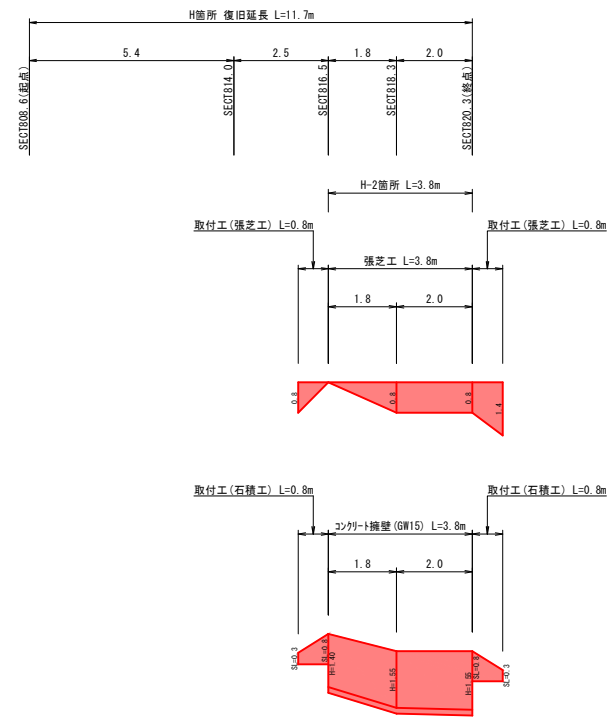 H箇所 復旧延長 L=11.7m
5.4
2.5
1.8
2.0
SECT808.6(起点)
SECT814.0
SECT816.5
SECT818.3
SECT820.3(終点)
H-2箇所 L=3.8m
取付工(張芝工) L=0.8m
取付工(張芝工) L=0.8m
張芝工 L=3.8m
1.8
2.0
0.8
0.8
0.8
1.4
取付工(石積工) L=0.8m
取付工(石積工) L=0.8m
コンクリート擁壁(GW15) L=3.8m
1.8
2.0
SL=0.3
SL=0.8
H=1.40
H=1.55
H=1.55
SL=0.8
SL=0.3